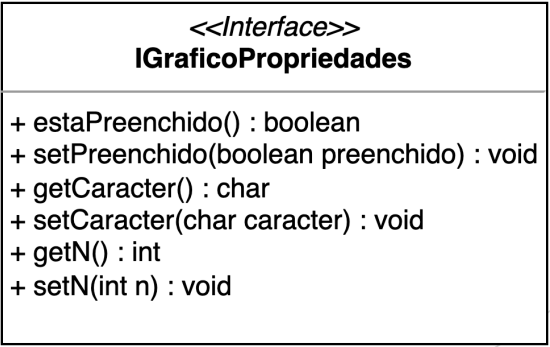 <<Interface>>
IGraficoPropriedades
+ estaPreenchido() : boolean
+ setPreenchido(boolean preenchido) : void
+ getCaracter() : char
+ setCaracter(char caracter) : void
+ getN() : int
+ setN(int n) : void